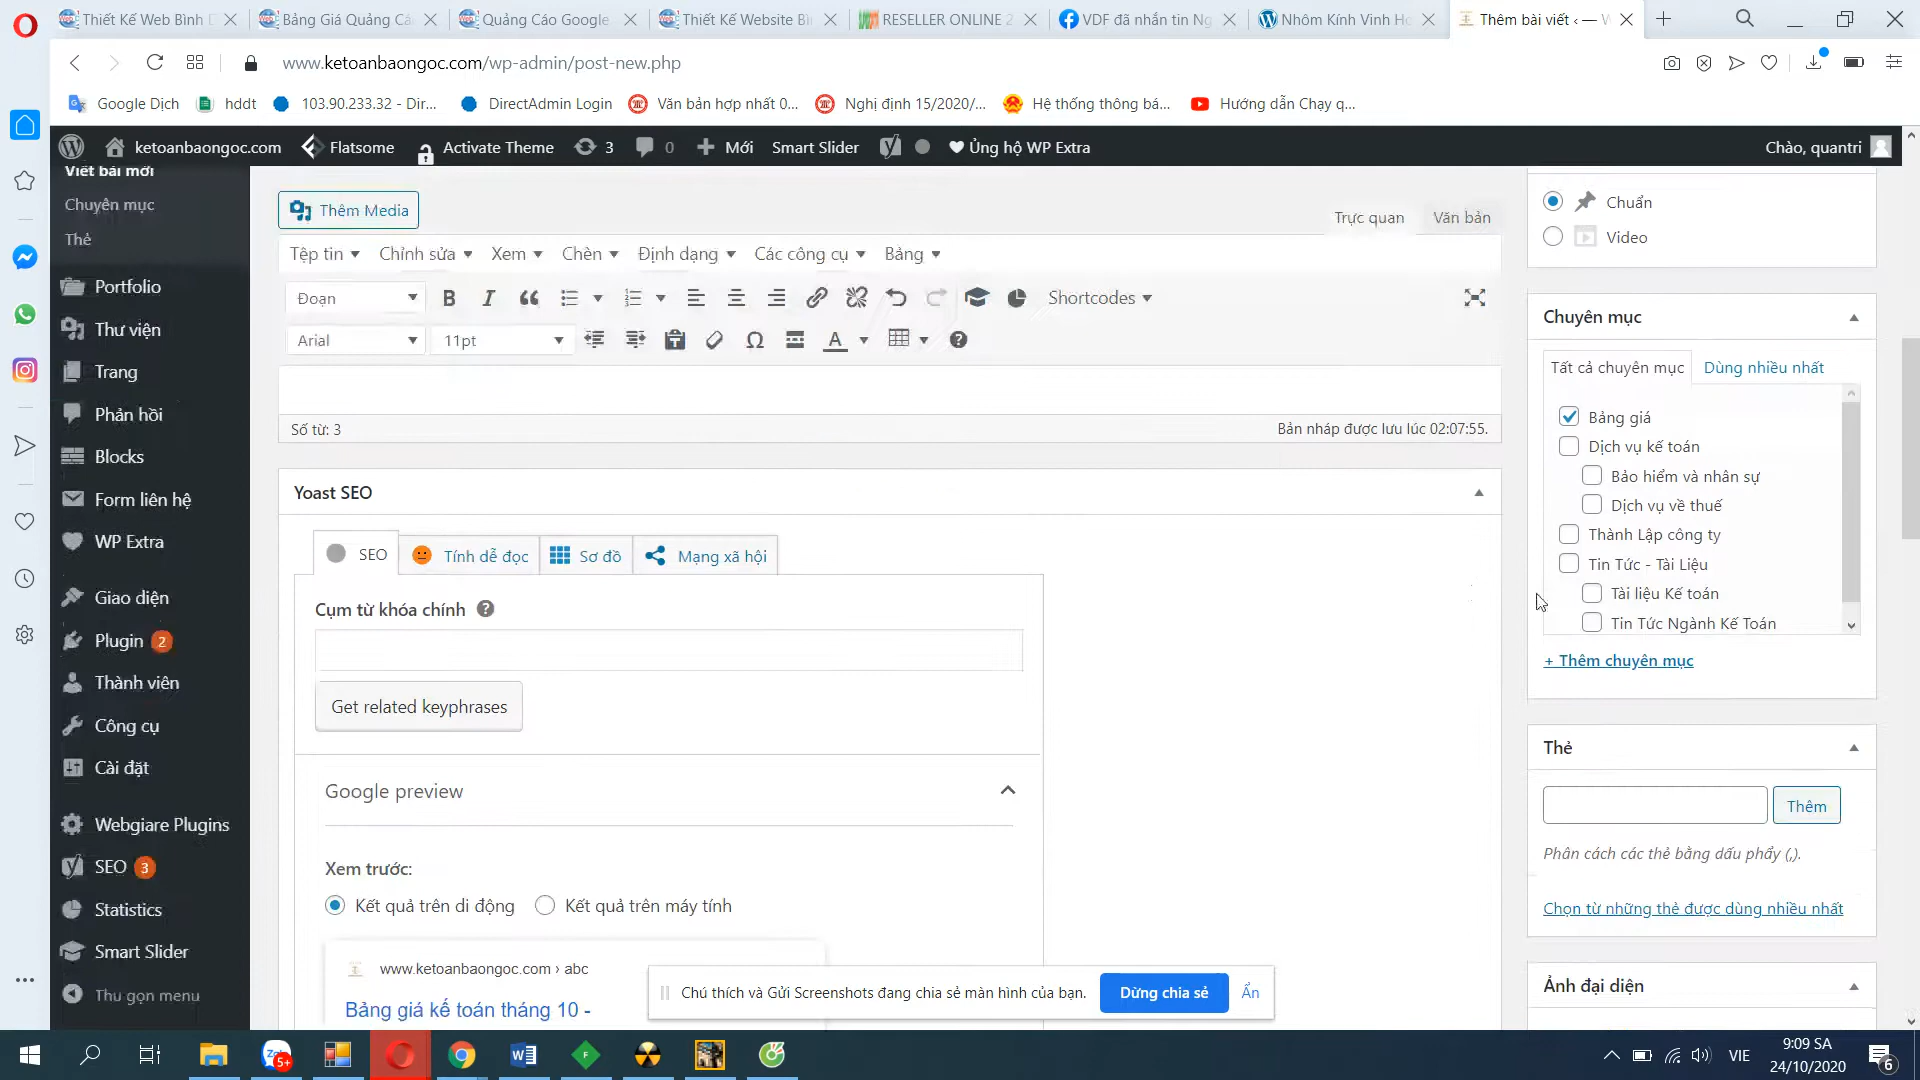 Thiết Kế Web Bình D
Bảng Giá Quảng Cá
Quảng Cáo Google
Thiết Kế Website Bì
RESELLER ONLINE 2
VDF đã nhắn tin Ng
Nhôm Kính Vinh Ho
Thêm bài viết ‹ — W
www.ketoanbaongoc.com/wp-admin/post-new.php
Google Dịch
hddt
103.90.233.32 - Dir...
DirectAdmin Login
Văn bản hợp nhất 0...
Nghị định 15/2020/...
Hệ thống thông bá...
Hướng dẫn Chạy q...
ketoanbaongoc.com
Flatsome
Activate Theme
3
0
Mới
Smart Slider
Ủng hộ WP Extra
Chào, quantri
Viết bài mới
Chuyên mục
Thẻ
Portfolio
Thư viện
Trang
Phản hồi
Blocks
Form liên hệ
WP Extra
Giao diện
Plugin 2
Thành viên
Công cụ
Cài đặt
Webgiare Plugins
SEO 3
Statistics
Smart Slider
Thu gọn menu
Thêm Media
Trực quan
Văn bản
Tệp tin
Chỉnh sửa
Xem
Chèn
Định dạng
Các công cụ
Bảng
Đoạn
Shortcodes
Arial
11pt
Số từ: 3
Bản nháp được lưu lúc 02:07:55.
Yoast SEO
SEO
Tính dễ đọc
Sơ đồ
Mạng xã hội
Cụm từ khóa chính
Get related keyphrases
Google preview
Xem trước:
Kết quả trên di động
Kết quả trên máy tính
www.ketoanbaongoc.com › abc
Bảng giá kế toán tháng 10 -
Chú thích và Gửi Screenshots đang chia sẻ màn hình của bạn.
Dừng chia sẻ
Ẩn
Chuẩn
Video
Chuyên mục
Tất cả chuyên mục
Dùng nhiều nhất
Bảng giá
Dịch vụ kế toán
Bảo hiểm và nhân sự
Dịch vụ về thuế
Thành Lập công ty
Tin Tức - Tài Liệu
Tài liệu Kế toán
Tin Tức Ngành Kế Toán
+ Thêm chuyên mục
Thẻ
Thêm
Phân cách các thẻ bằng dấu phẩy (,).
Chọn từ những thẻ được dùng nhiều nhất
Ảnh đại diện
5+
VIE
9:09 SA
24/10/2020
6